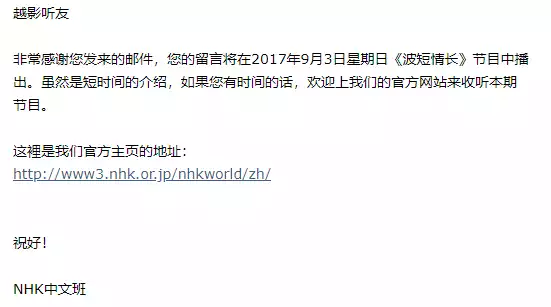 越影听友
非常感谢您发来的邮件，您的留言将在2017年9月3日星期日《波短情长》节目中播
出。虽然是短时间的介绍，如果您有时间的话，欢迎上我们的官方网站来收听本期
节目。
这裡是我们官方主页的地址：
http://www3.nhk.or.jp/nhkworld/zh/
祝好！
NHK中文班